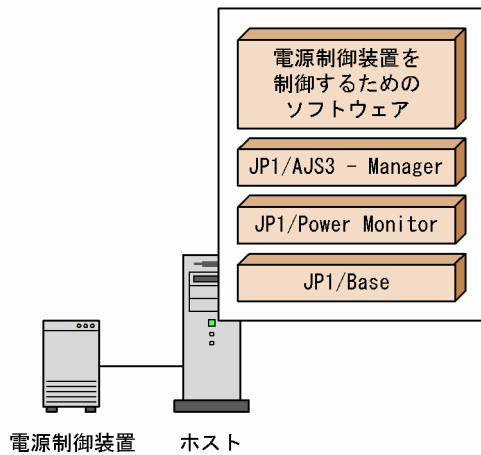 電源制御装置を
制御するための
ソフトウェア
JP1/AJS3 - Manager
JP1/Power Monitor
JP1/Base
電源制御装置
ホスト